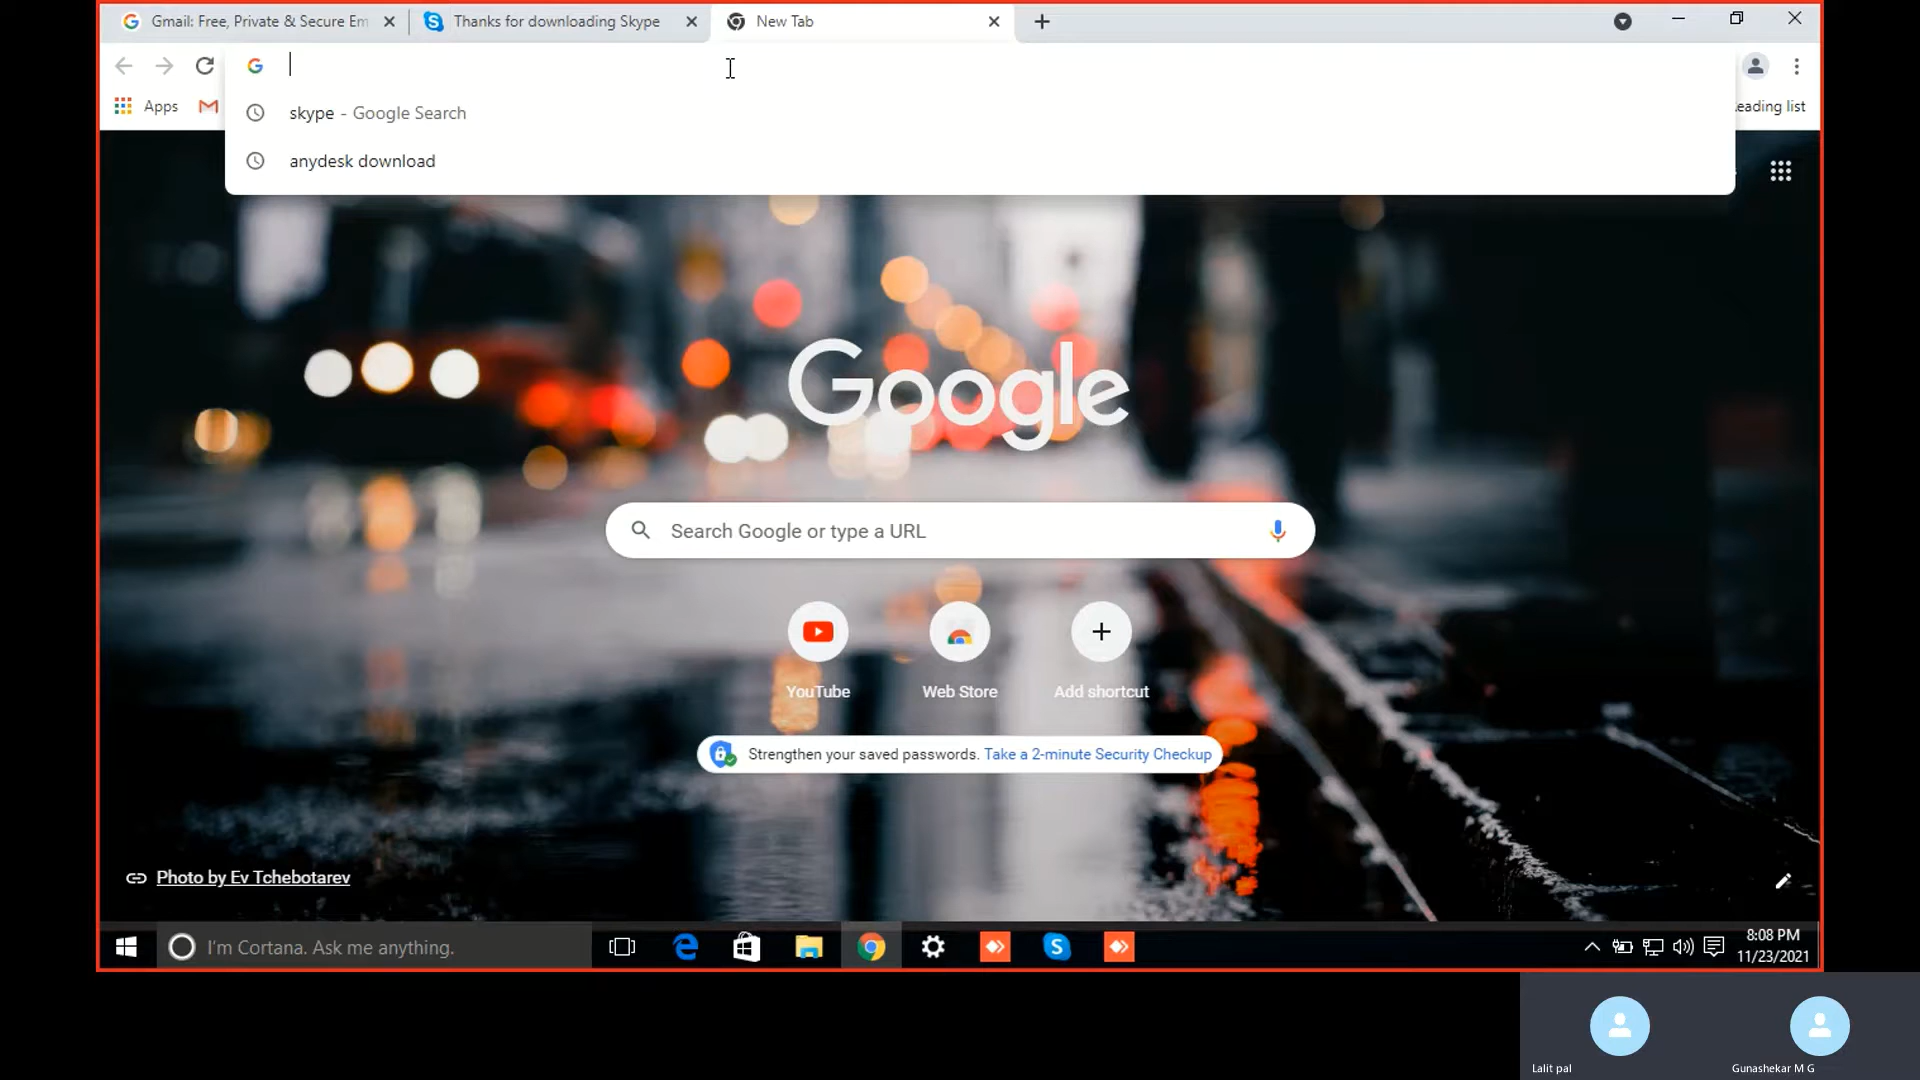 Gmail: Free, Private & Secure Em
Thanks for downloading Skype
New Tab
Apps
eading list
skype - Google Search
anydesk download
Google
Search Google or type a URL
YouTube
Web Store
Add shortcut
Strengthen your saved passwords. Take a 2-minute Security Checkup
Photo by Ev Tchebotarev
I'm Cortana. Ask me anything.
8:08 PM
11/23/2021
Lalit pal
Gunashekar M G